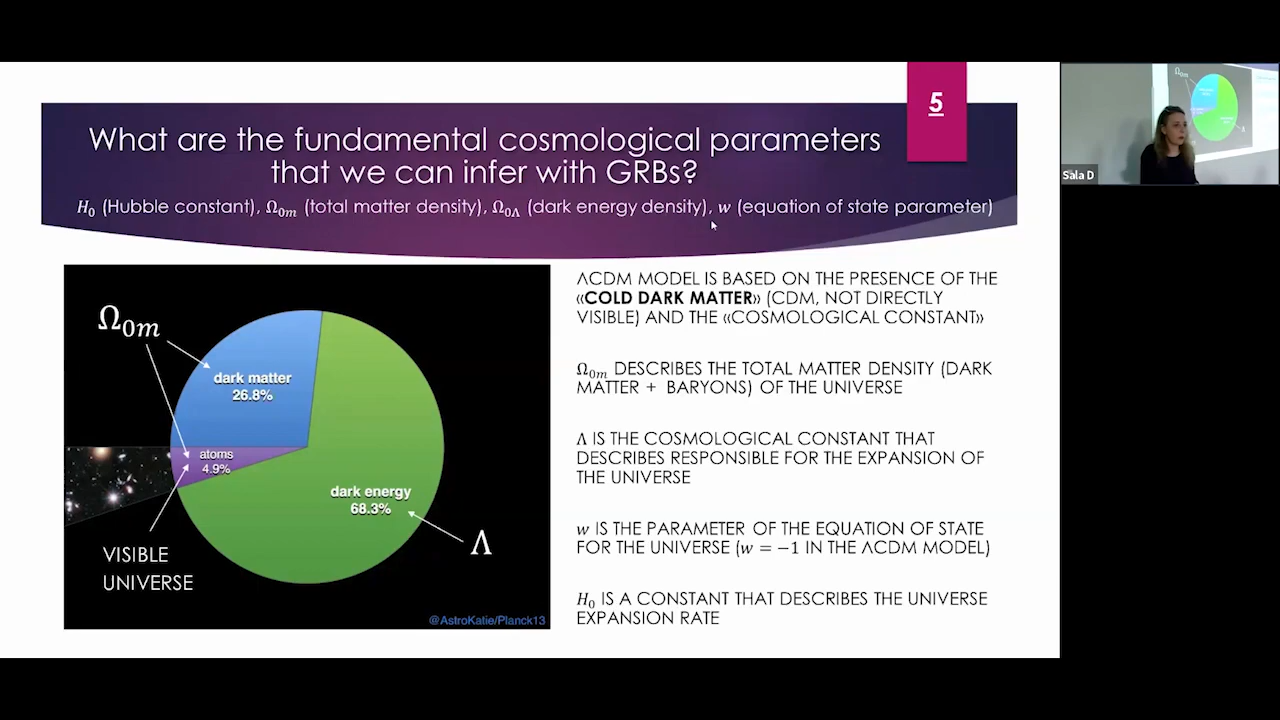 5
What are the fundamental cosmological parameters
that we can infer with GRBs?
H₀ (Hubble constant), Ω₀ₘ (total matter density), Ω₀Λ (dark energy density), w (equation of state parameter)
Ω₀ₘ
dark matter
26.8%
atoms
4.9%
dark energy
68.3%
Λ
VISIBLE
UNIVERSE
@AstroKatie/Planck13
ΛCDM MODEL IS BASED ON THE PRESENCE OF THE
«COLD DARK MATTER» (CDM, NOT DIRECTLY
VISIBLE) AND THE «COSMOLOGICAL CONSTANT»
Ω₀ₘ DESCRIBES THE TOTAL MATTER DENSITY (DARK
MATTER + BARYONS) OF THE UNIVERSE
Λ IS THE COSMOLOGICAL CONSTANT THAT
DESCRIBES RESPONSIBLE FOR THE EXPANSION OF
THE UNIVERSE
w IS THE PARAMETER OF THE EQUATION OF STATE
FOR THE UNIVERSE (w = −1 IN THE ΛCDM MODEL)
H₀ IS A CONSTANT THAT DESCRIBES THE UNIVERSE
EXPANSION RATE
Ω₀ₘ
Λ
Sala D